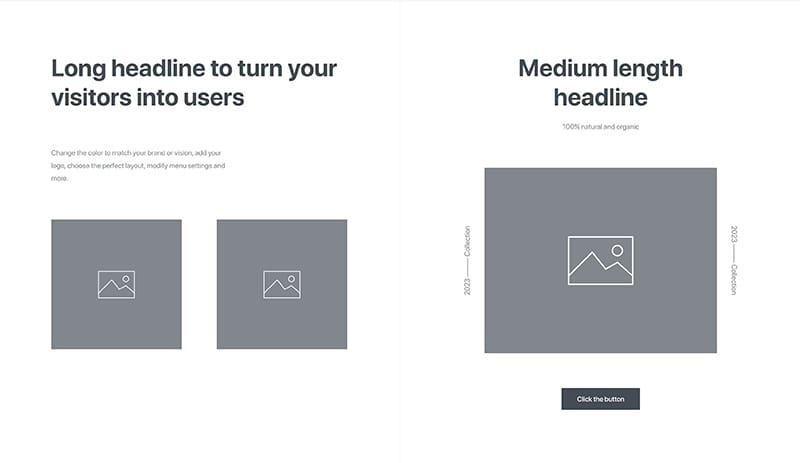 Long headline to turn your
visitors into users
Change the color to match your brand or vision, add your
logo, choose the perfect layout, modify menu settings and
more.
Medium length
headline
100% natural and organic
2023 —— Collection
2023 —— Collection
Click the button